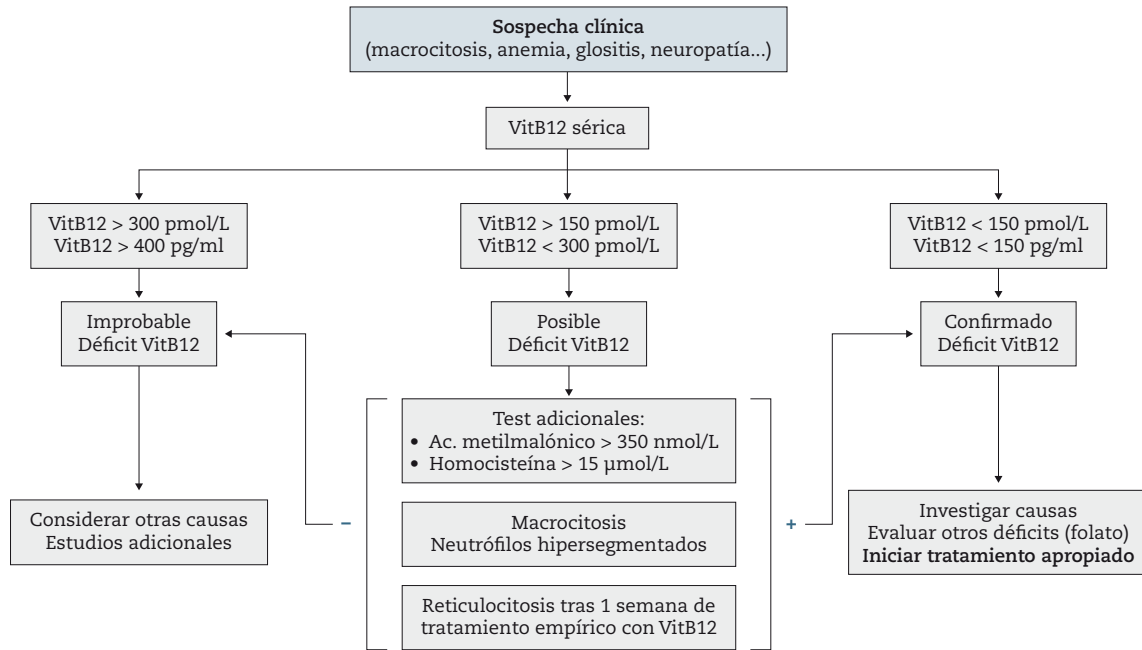 Sospecha clínica
(macrocitosis, anemia, glositis, neuropatía...)
VitB12 sérica
VitB12 > 300 pmol/L
VitB12 > 400 pg/ml
VitB12 > 150 pmol/L
VitB12 < 300 pmol/L
VitB12 < 150 pmol/L
VitB12 < 150 pg/ml
Improbable
Déficit VitB12
Posible
Déficit VitB12
Confirmado
Déficit VitB12
Test adicionales:
• Ac. metilmalónico > 350 nmol/L
• Homocisteína > 15 µmol/L
Considerar otras causas
Estudios adicionales
–
Macrocitosis
Neutrófilos hipersegmentados
+
Investigar causas
Evaluar otros déficits (folato)
Iniciar tratamiento apropiado
Reticulocitosis tras 1 semana de
tratamiento empírico con VitB12